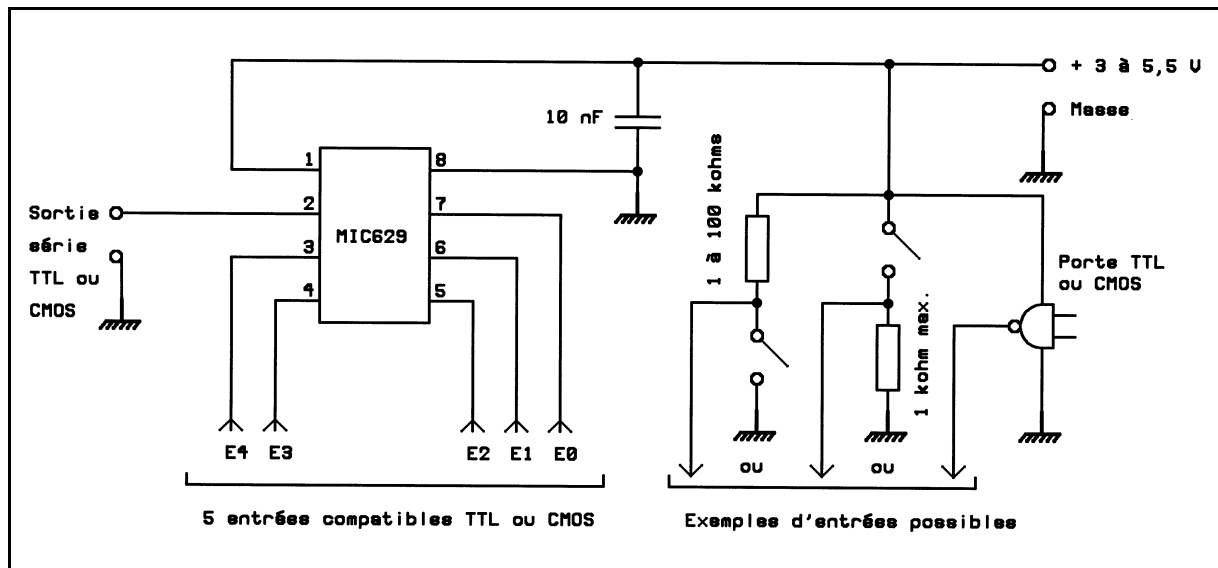 + 3 à 5,5 V
10 nF
Masse
1
8
Sortie
série
TTL ou
CMOS
2
7
MIC629
3
6
4
5
1 à 100 kohms
1 kohm max.
Porte TTL
ou CMOS
E4
E3
E2
E1
E0
ou
ou
5 entrées compatibles TTL ou CMOS
Exemples d'entrées possibles